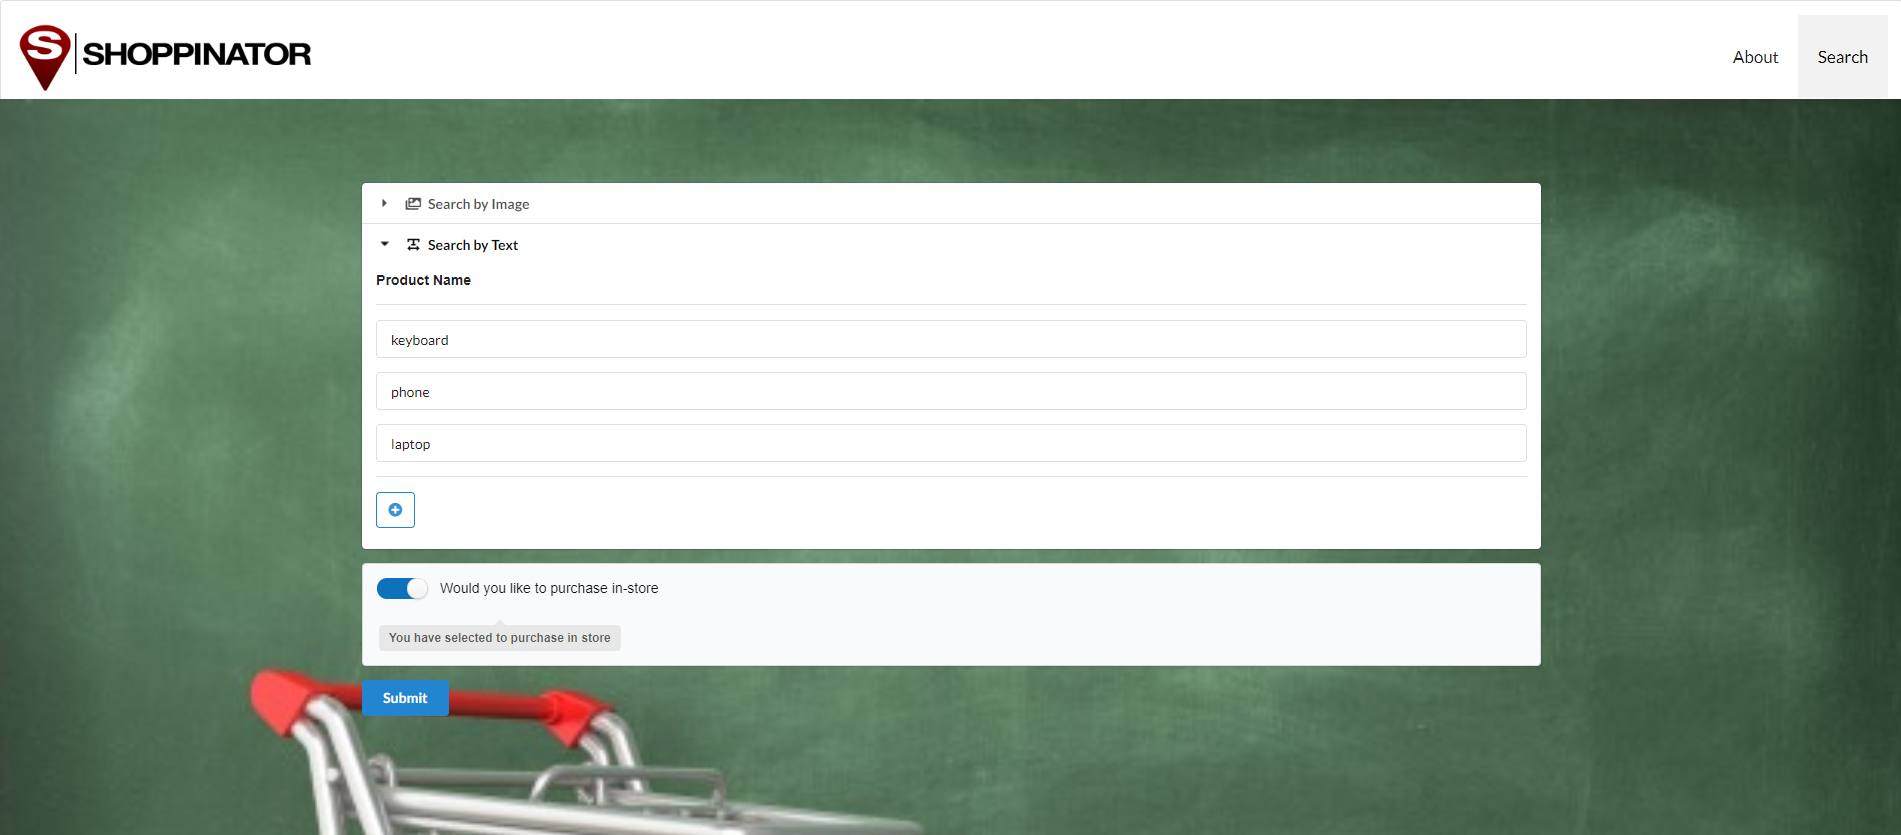 S SHOPPINATOR
About
Search
Search by Image
Search by Text
Product Name
keyboard
phone
laptop
Would you like to purchase in-store
You have selected to purchase in store
Submit